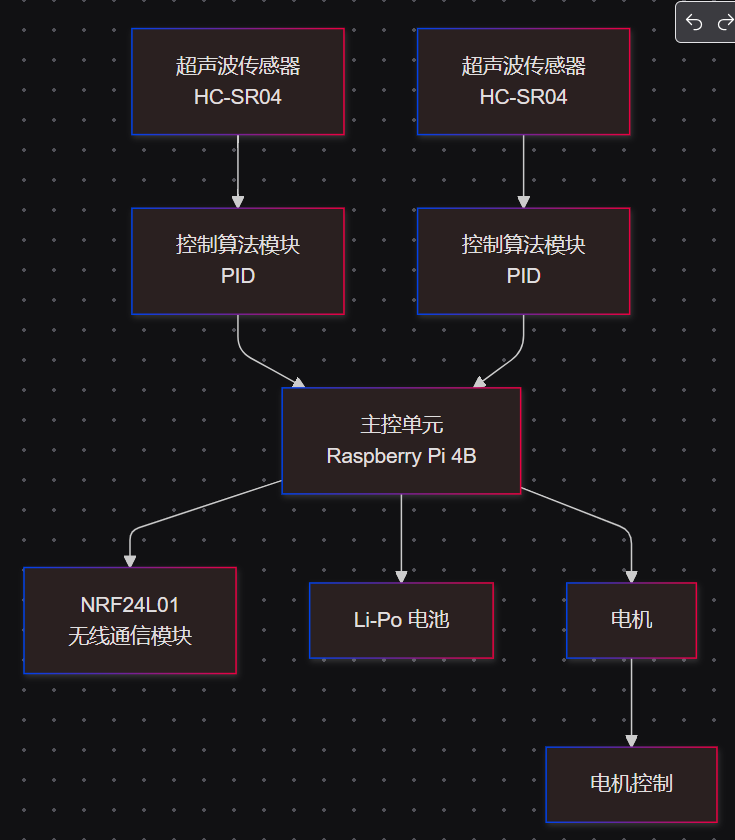 超声波传感器
HC-SR04
超声波传感器
HC-SR04
控制算法模块
PID
控制算法模块
PID
主控单元
Raspberry Pi 4B
NRF24L01
无线通信模块
Li-Po 电池
电机
电机控制